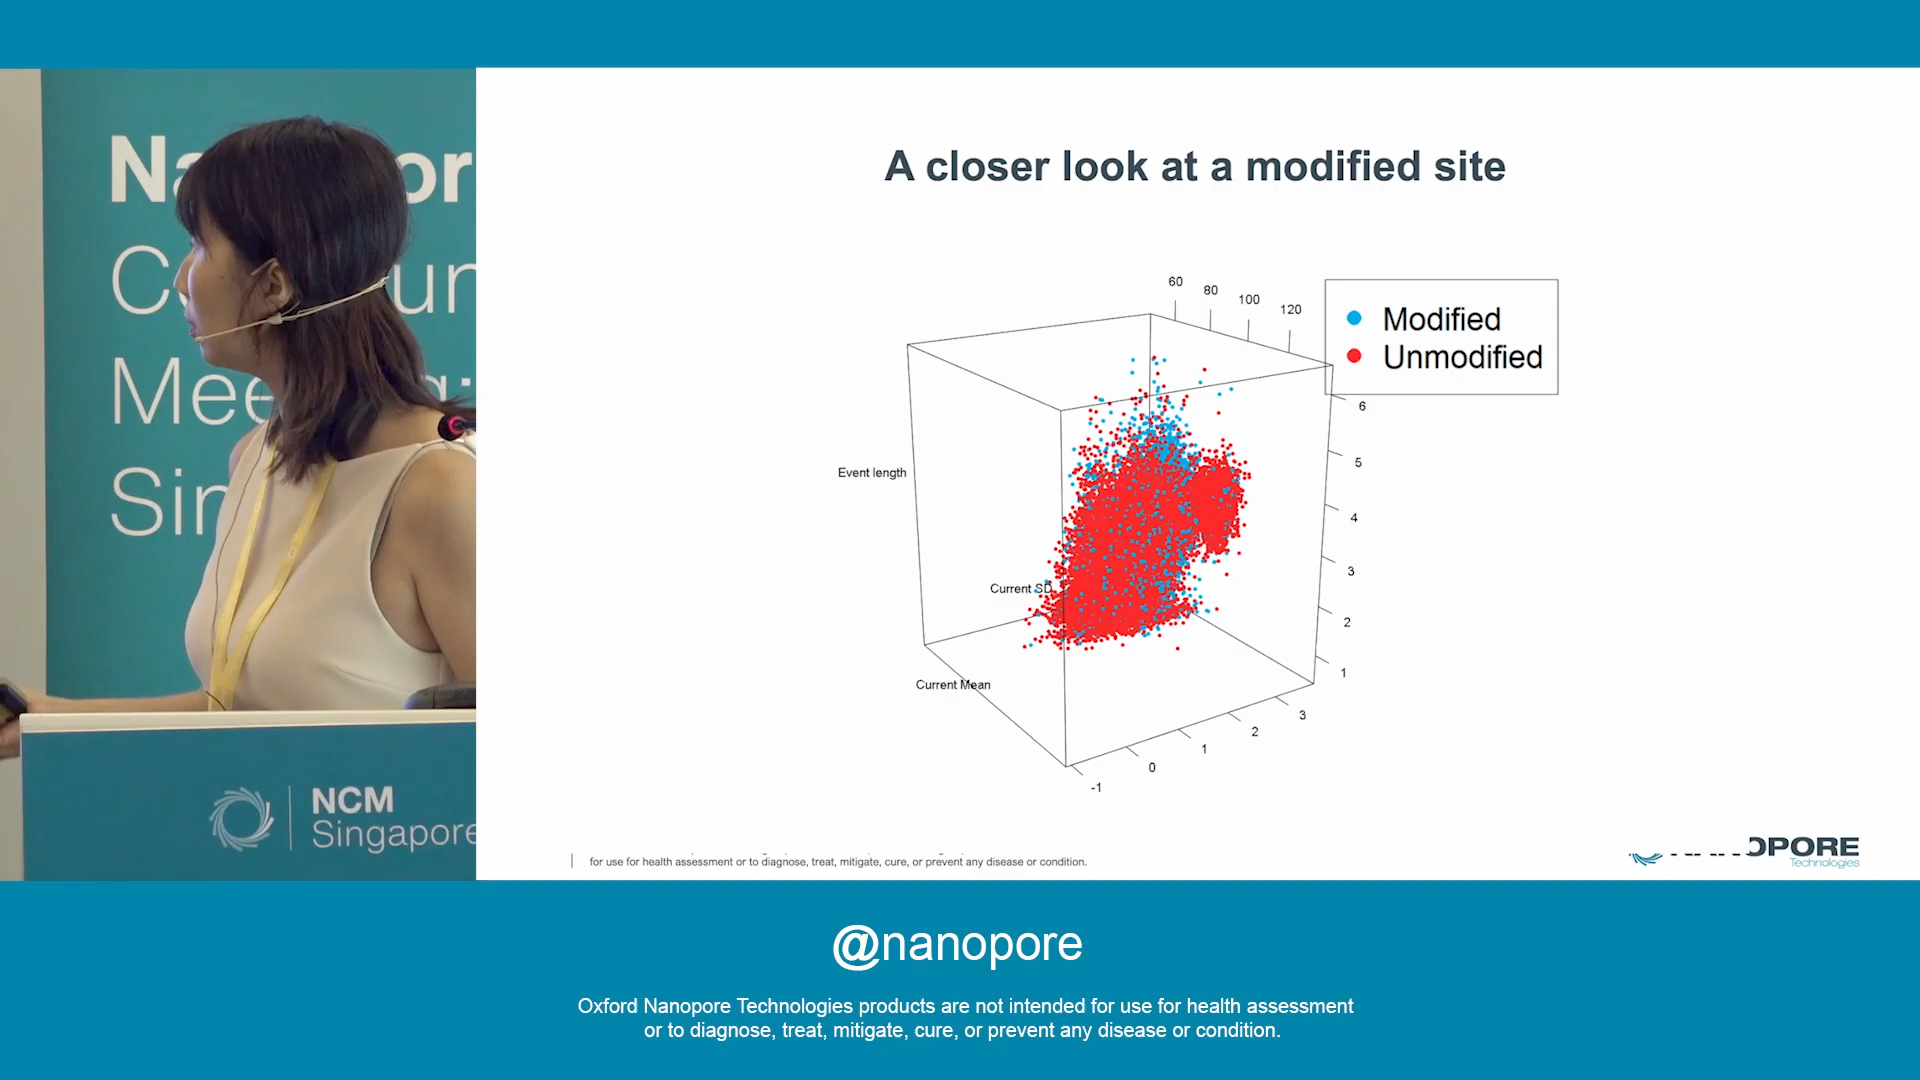 A closer look at a modified site
60
80
100
120
Modified
Unmodified
6
5
4
3
2
1
Event length
Current SD
Current Mean
-1
0
1
2
3
for use for health assessment or to diagnose, treat, mitigate, cure, or prevent any disease or condition.
OPORE
Technologies
NCM
Singapore
@nanopore
Oxford Nanopore Technologies products are not intended for use for health assessment
or to diagnose, treat, mitigate, cure, or prevent any disease or condition.